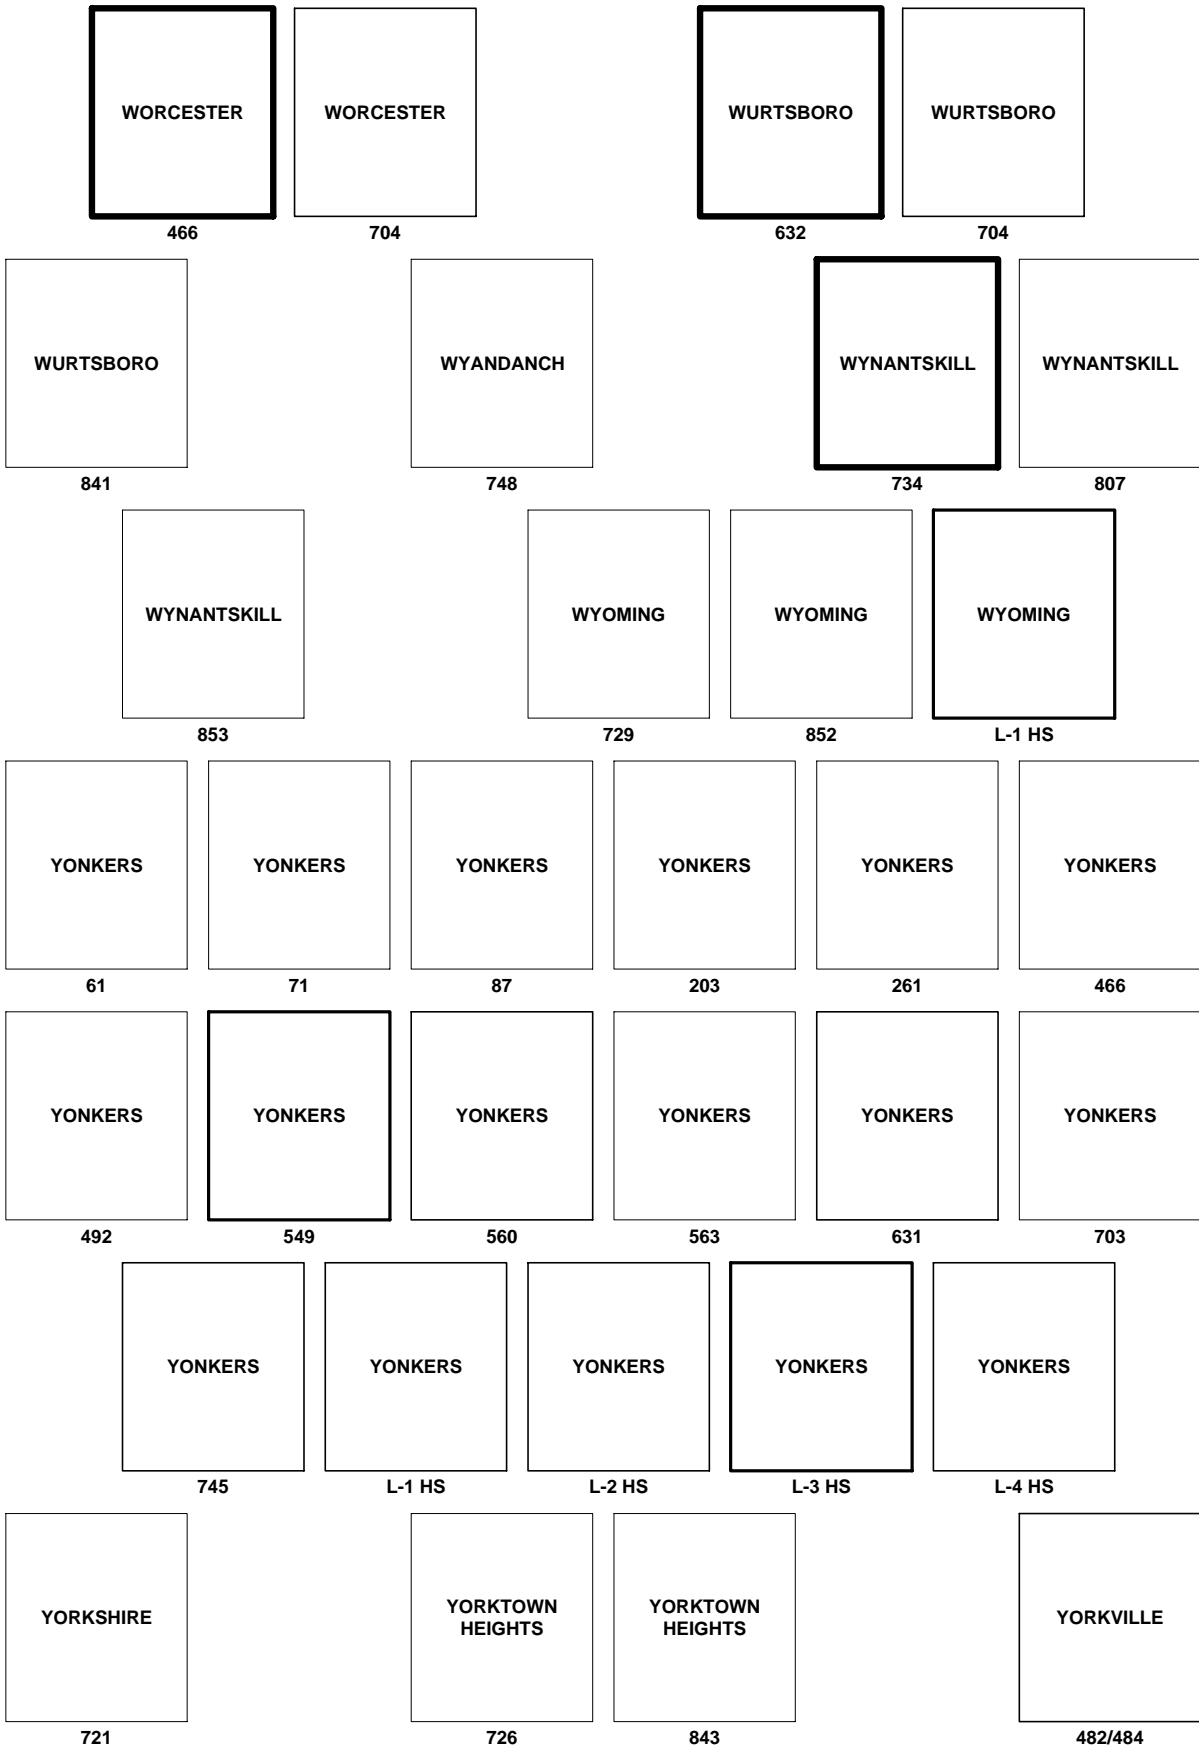 WORCESTER WORCESTER WURTSBORO WURTSBORO
466 704 632 704
WURTSBORO WYANDANCH WYNANTSKILL WYNANTSKILL
841 748 734 807
WYNANTSKILL WYOMING WYOMING WYOMING
853 729 852 L-1 HS
YONKERS YONKERS YONKERS YONKERS YONKERS YONKERS
61 71 87 203 261 466
YONKERS YONKERS YONKERS YONKERS YONKERS YONKERS
492 549 560 563 631 703
YONKERS YONKERS YONKERS YONKERS YONKERS
745 L-1 HS L-2 HS L-3 HS L-4 HS
YORKSHIRE YORKTOWN YORKTOWN YORKVILLE
HEIGHTS HEIGHTS
721 726 843 482/484